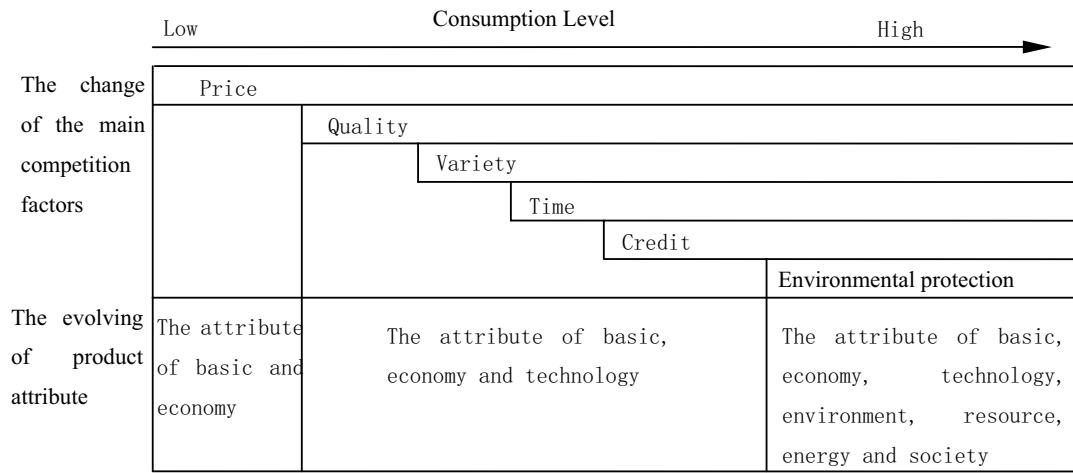 Consumption Level
Low
High
The change
of the main
competition
factors
Price
Quality
Variety
Time
Credit
Environmental protection
The evolving
of product
attribute
The attribute
of basic and
economy
The attribute of basic,
economy and technology
The attribute of basic,
economy, technology,
environment, resource,
energy and society